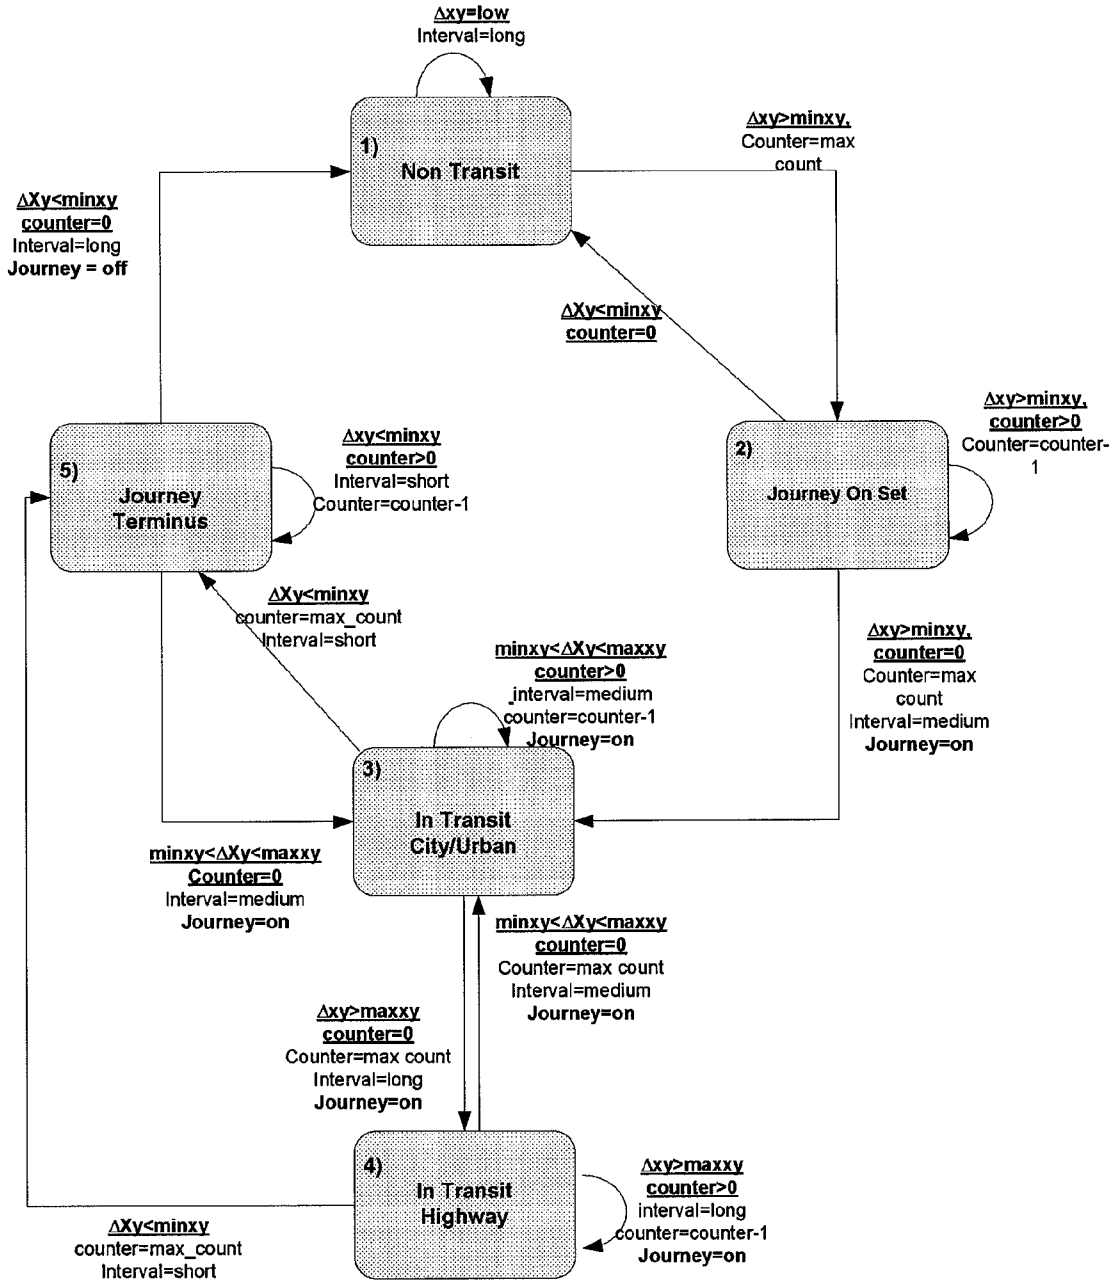 Δxy=low
Interval=long
1)
Non Transit
Δxy>minxy,
Counter=max
count
ΔXy<minxy
counter=0
Interval=long
Journey = off
ΔXy<minxy
counter=0
Δxy>minxy,
counter>0
Counter=counter-
1
2)
Journey On Set
Δxy<minxy
counter>0
Interval=short
Counter=counter-1
5)
Journey
Terminus
ΔXy<minxy
counter=max_count
Interval=short
minxy<ΔXy<maxxy
counter>0
interval=medium
counter=counter-1
Journey=on
Δxy>minxy,
counter=0
Counter=max
count
Interval=medium
Journey=on
3)
In Transit
City/Urban
minxy<ΔXy<maxxy
Counter=0
Interval=medium
Journey=on
minxy<ΔXy<maxxy
counter=0
Counter=max count
Interval=medium
Journey=on
Δxy>maxxy
counter=0
Counter=max count
Interval=long
Journey=on
4)
In Transit
Highway
Δxy>maxxy
counter>0
interval=long
counter=counter-1
Journey=on
ΔXy<minxy
counter=max_count
Interval=short